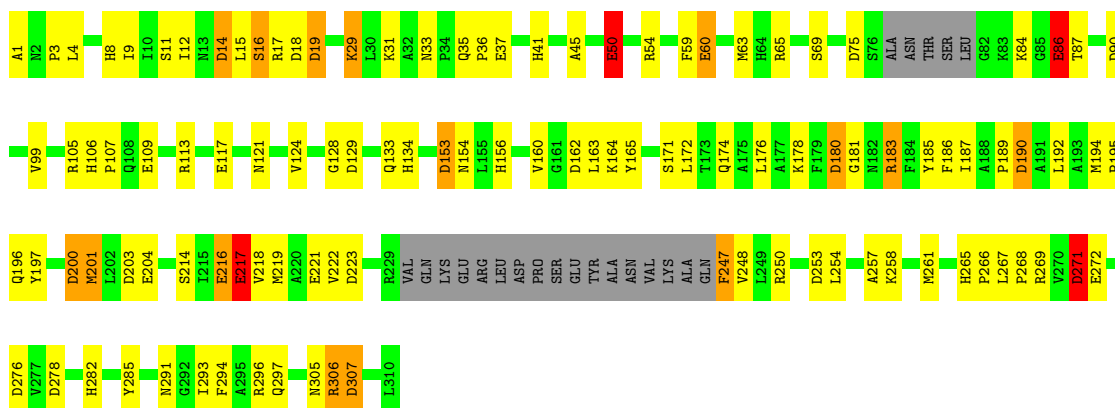 A1 N2 P3 L4 H8 I9 I10 S11 I12 N13 D14 L15 S16 R17 D18 D19 K29 L30 K31 A32 N33 P34 Q35 P36 E37 H41 A45 E50 R54 F59 E60 M63 H64 R65 S69 D75 S76 ALA ASN THR SER LEU G82 K83 K84 G85 E86 T87
V99 R105 H106 P107 Q108 E109 R113 E117 N121 V124 G128 D129 Q133 H134 D153 N154 L155 H156 V160 G161 D162 L163 K164 Y165 S171 L172 T173 Q174 A175 L176 A177 K178 F179 D180 G181 N182 R183 F184 Y185 F186 I187 A188 P189 D190 A191 L192 A193 M194
Q196 Y197 D200 M201 L202 D203 E204 S214 I215 E216 E217 V218 M219 A220 E221 V222 D223 R229 VAL GLN LYS GLU ARG LEU ASP PRO SER GLU TYR ALA ASN VAL LYS ALA GLN F247 V248 L249 R250 D253 L254 A257 K258 M261 H265 P266 L267 P268 R269 V270 D271 E272
D276 V277 D278 H282 Y285 N291 G292 I293 F294 A295 R296 Q297 N305 R306 D307 L310